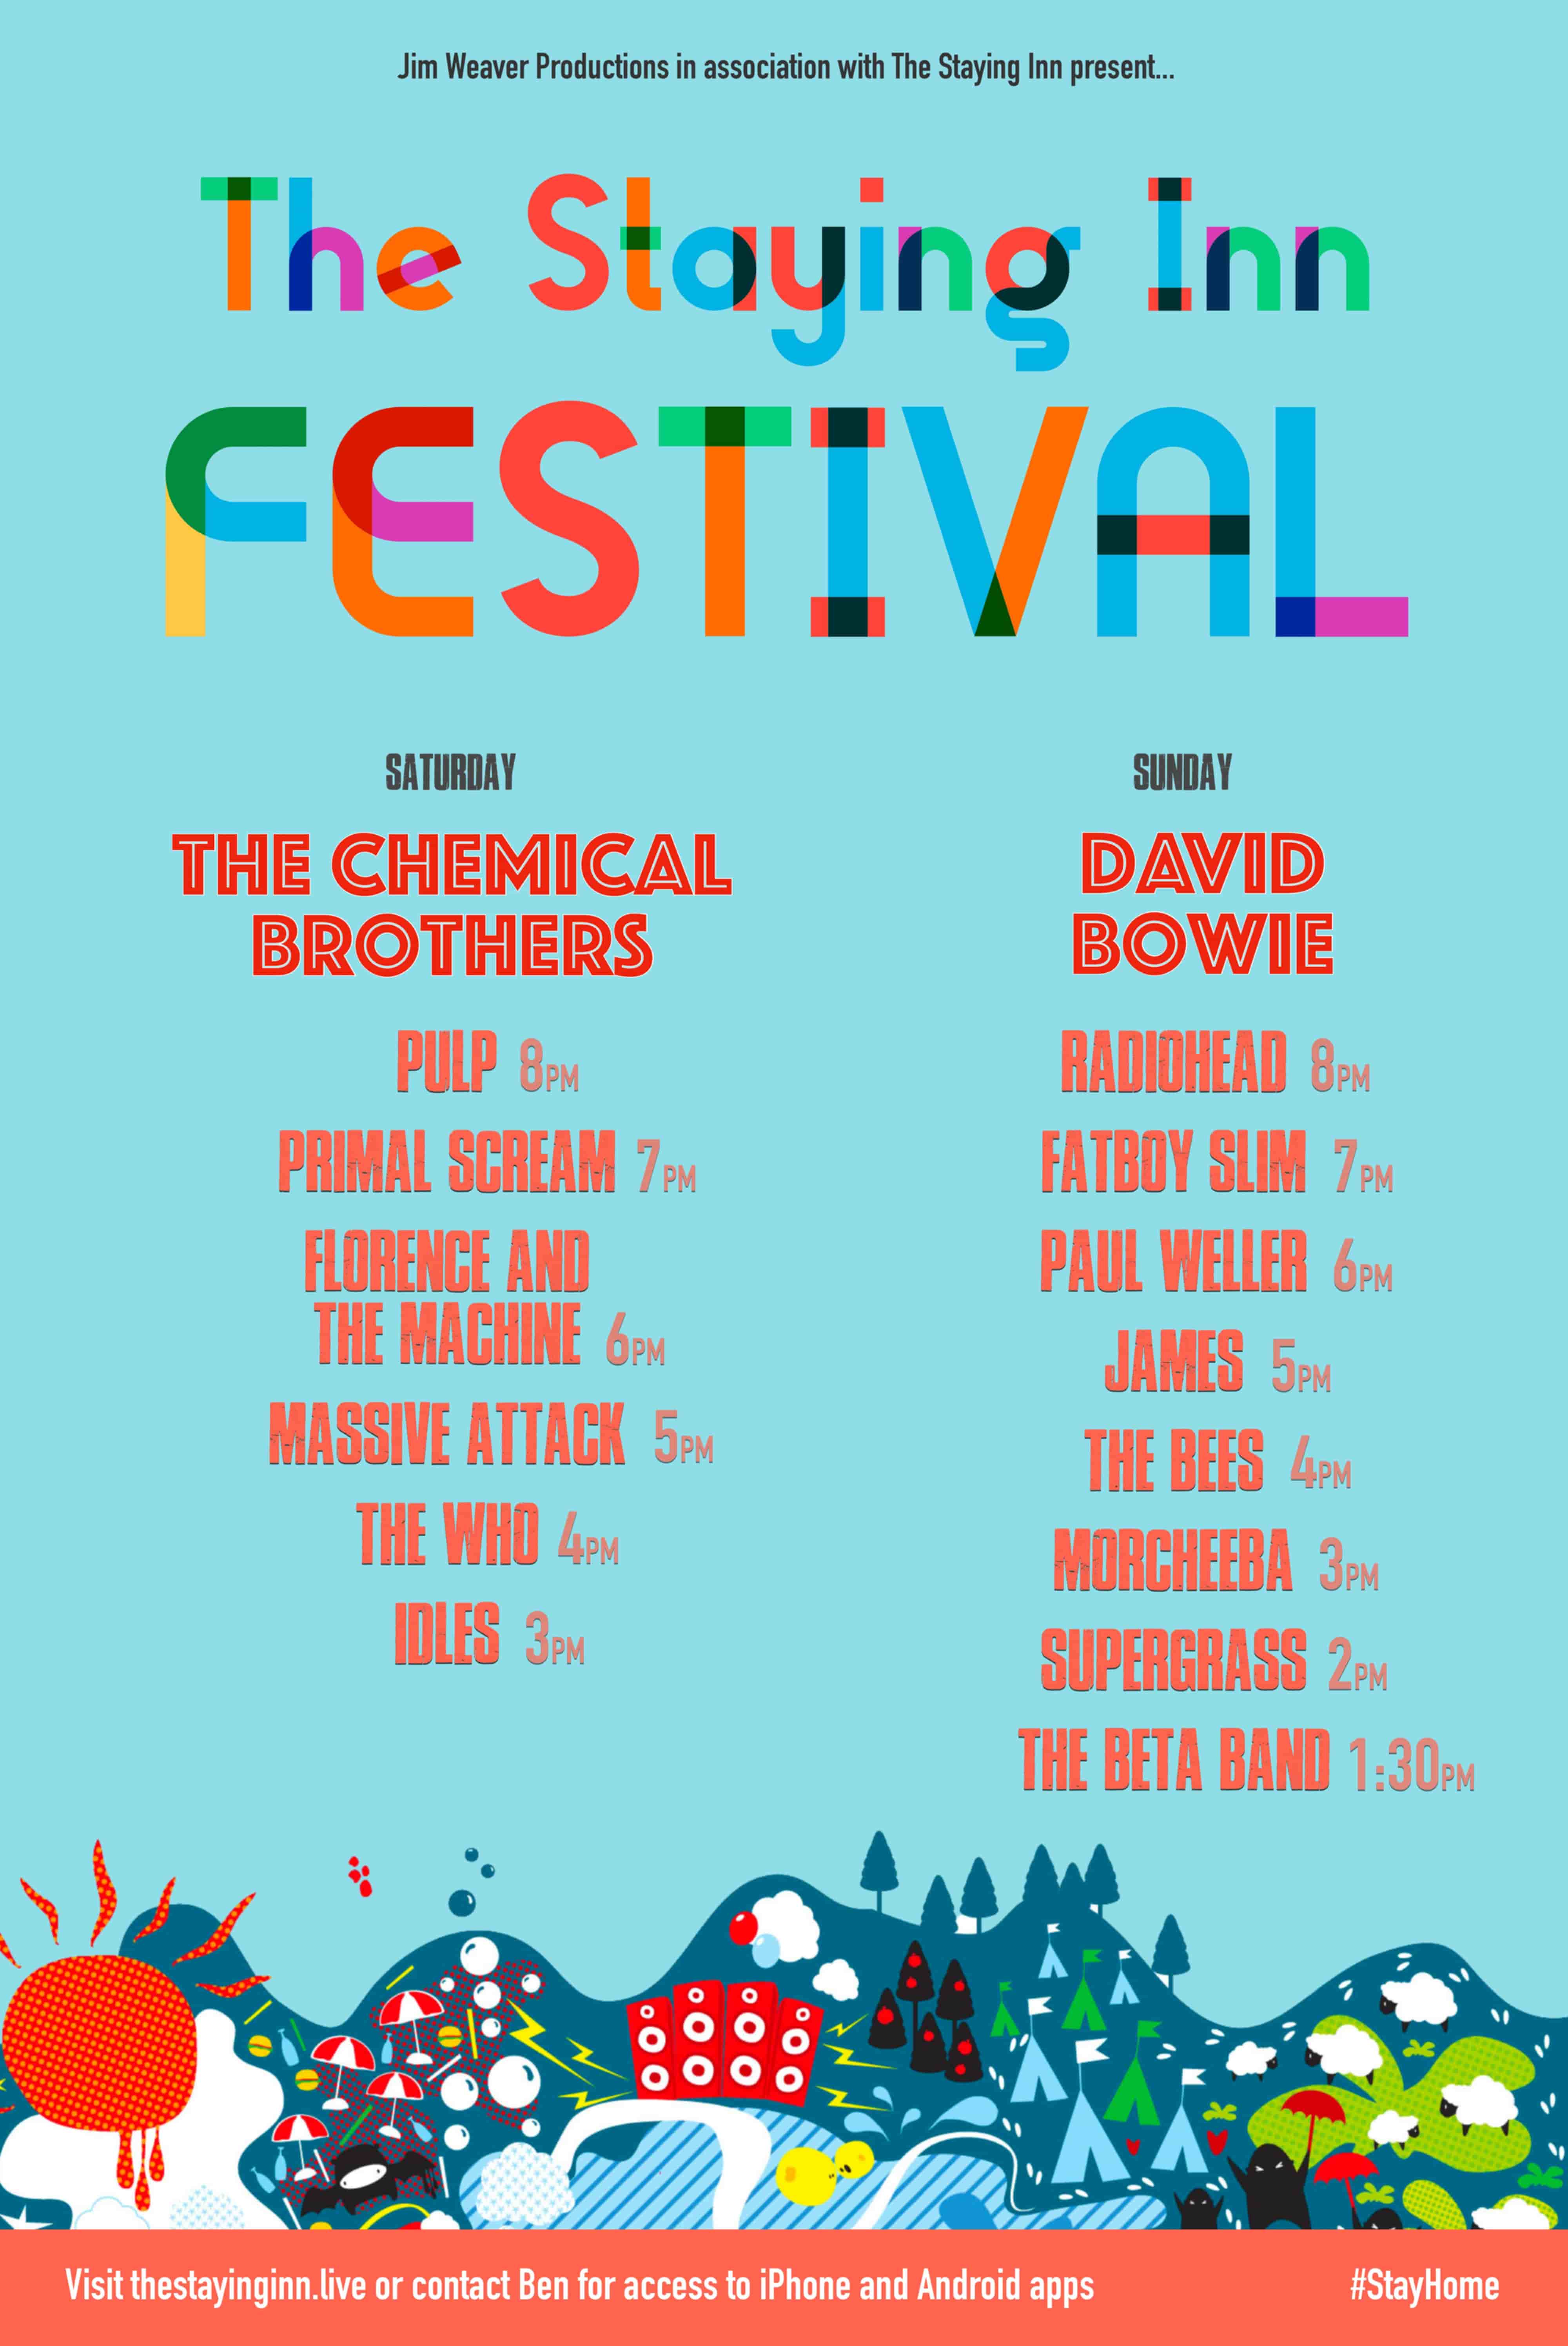 Jim Weaver Productions in association with The Staying Inn present...
The Staying Inn
FESTIVAL
SATURDAY
THE CHEMICAL
BROTHERS
PULP 8PM
PRIMAL SCREAM 7PM
FLORENCE AND
THE MACHINE 6PM
MASSIVE ATTACK 5PM
THE WHO 4PM
IDLES 3PM
SUNDAY
DAVID
BOWIE
RADIOHEAD 8PM
FATBOY SLIM 7PM
PAUL WELLER 6PM
JAMES 5PM
THE BEES 4PM
MORCHEEBA 3PM
SUPERGRASS 2PM
THE BETA BAND 1:30PM
Visit thestayinginn.live or contact Ben for access to iPhone and Android apps
#StayHome